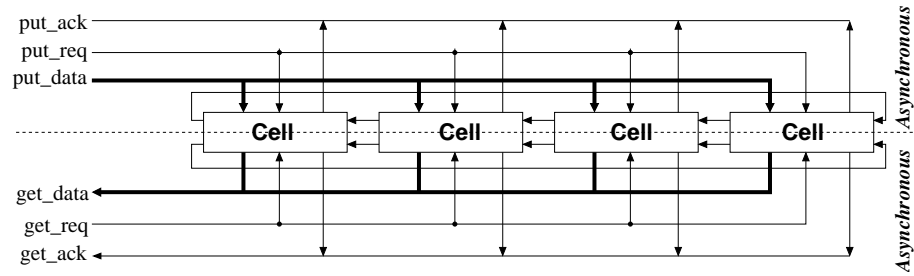 put_ack
put_req
put_data
Asynchronous
Cell Cell Cell Cell
get_data
get_req
get_ack
Asynchronous